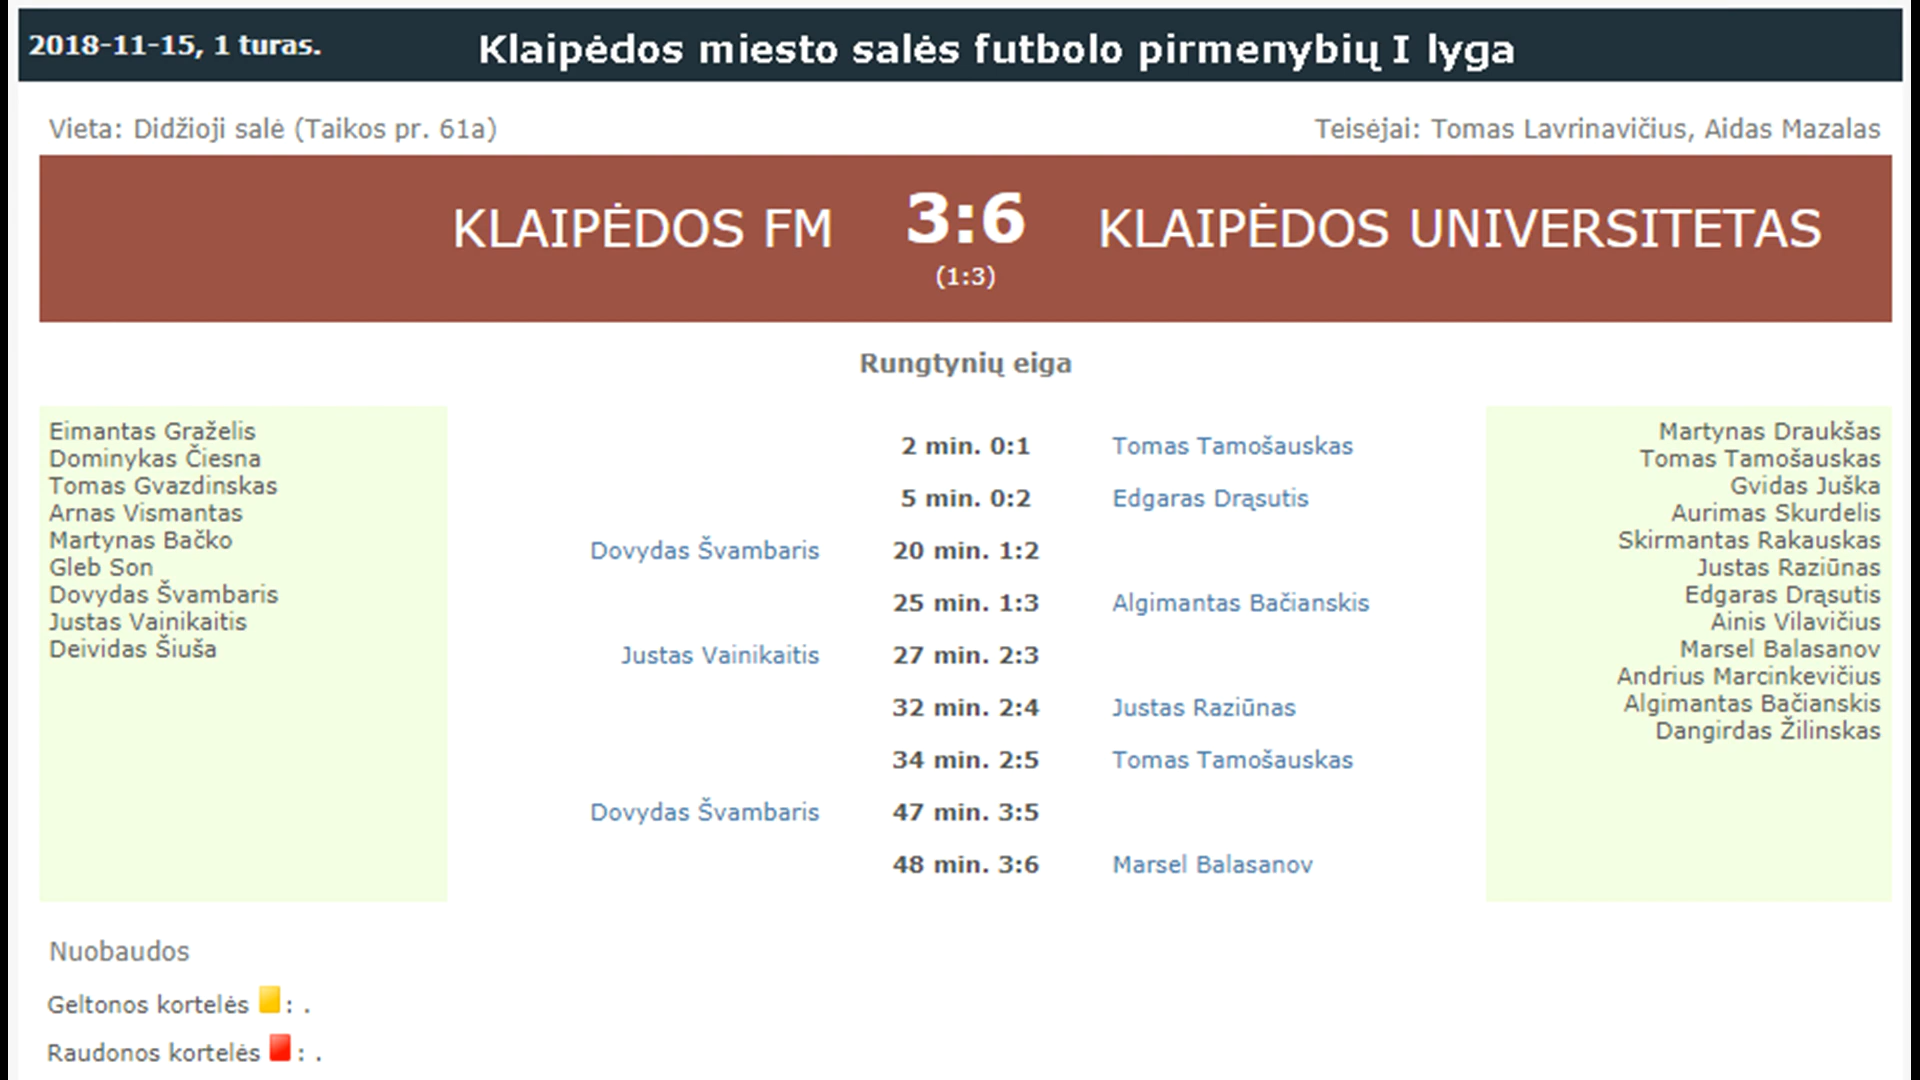 2018-11-15, 1 turas.
Klaipėdos miesto salės futbolo pirmenybių I lyga
Vieta: Didžioji salė (Taikos pr. 61a)
Teisėjai: Tomas Lavrinavičius, Aidas Mazalas
KLAIPĖDOS FM 3:6 KLAIPĖDOS UNIVERSITETAS
(1:3)
Rungtynių eiga
Eimantas Graželis
Dominykas Čiesna
Tomas Gvazdinskas
Arnas Vismantas
Martynas Bačko
Gleb Son
Dovydas Švambaris
Justas Vainikaitis
Deividas Šiuša
2 min. 0:1 Tomas Tamošauskas
5 min. 0:2 Edgaras Drąsutis
Dovydas Švambaris 20 min. 1:2
25 min. 1:3 Algimantas Bačianskis
Justas Vainikaitis 27 min. 2:3
32 min. 2:4 Justas Raziūnas
34 min. 2:5 Tomas Tamošauskas
Dovydas Švambaris 47 min. 3:5
48 min. 3:6 Marsel Balasanov
Martynas Draukšas
Tomas Tamošauskas
Gvidas Juška
Aurimas Skurdelis
Skirmantas Rakauskas
Justas Raziūnas
Edgaras Drąsutis
Ainis Vilavičius
Marsel Balasanov
Andrius Marcinkevičius
Algimantas Bačianskis
Dangirdas Žilinskas
Nuobaudos
Geltonos kortelės : .
Raudonos kortelės : .